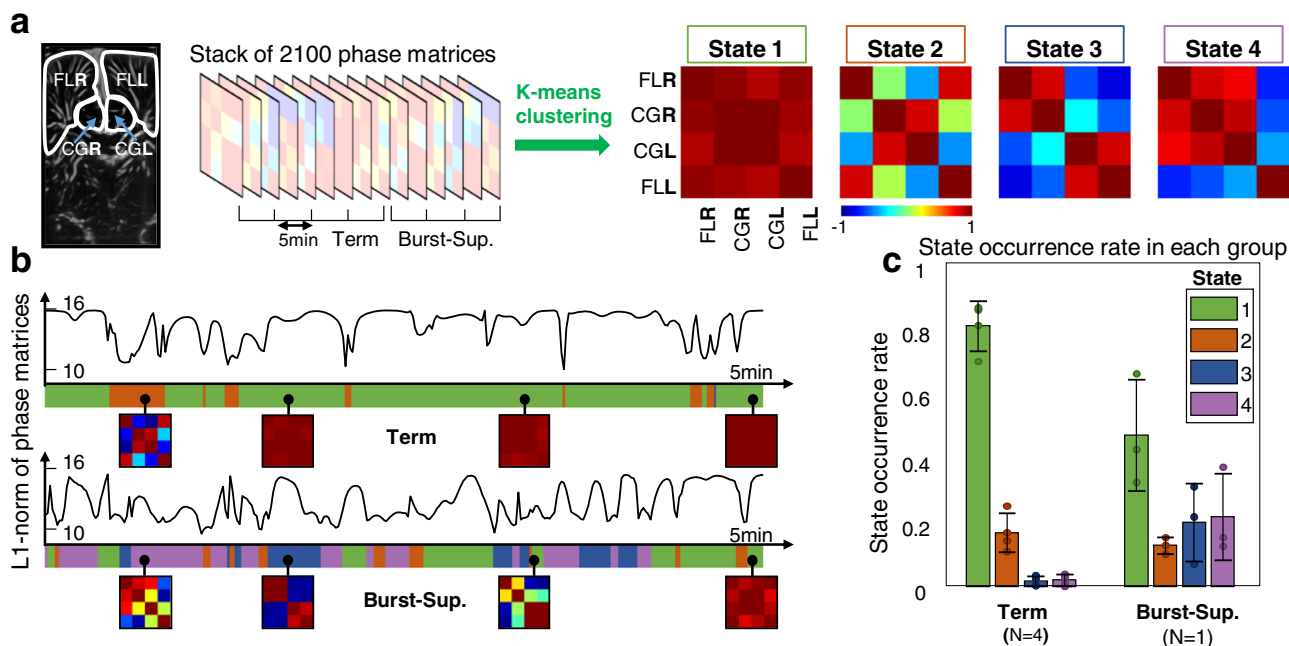 a
FLR FLL
CGR CGL
Stack of 2100 phase matrices
5min Term Burst-Sup.
K-means
clustering
State 1 State 2 State 3 State 4
FLR
CGR
CGL
FLL
FLR CGR CGL FLL
-1 1
b
L1-norm of phase matrices
16
10
5min
Term
16
10
5min
Burst-Sup.
c
State occurrence rate in each group
State occurrence rate
1
0.8
0.6
0.4
0.2
0
State
1
2
3
4
Term Burst-Sup.
(N=4) (N=1)